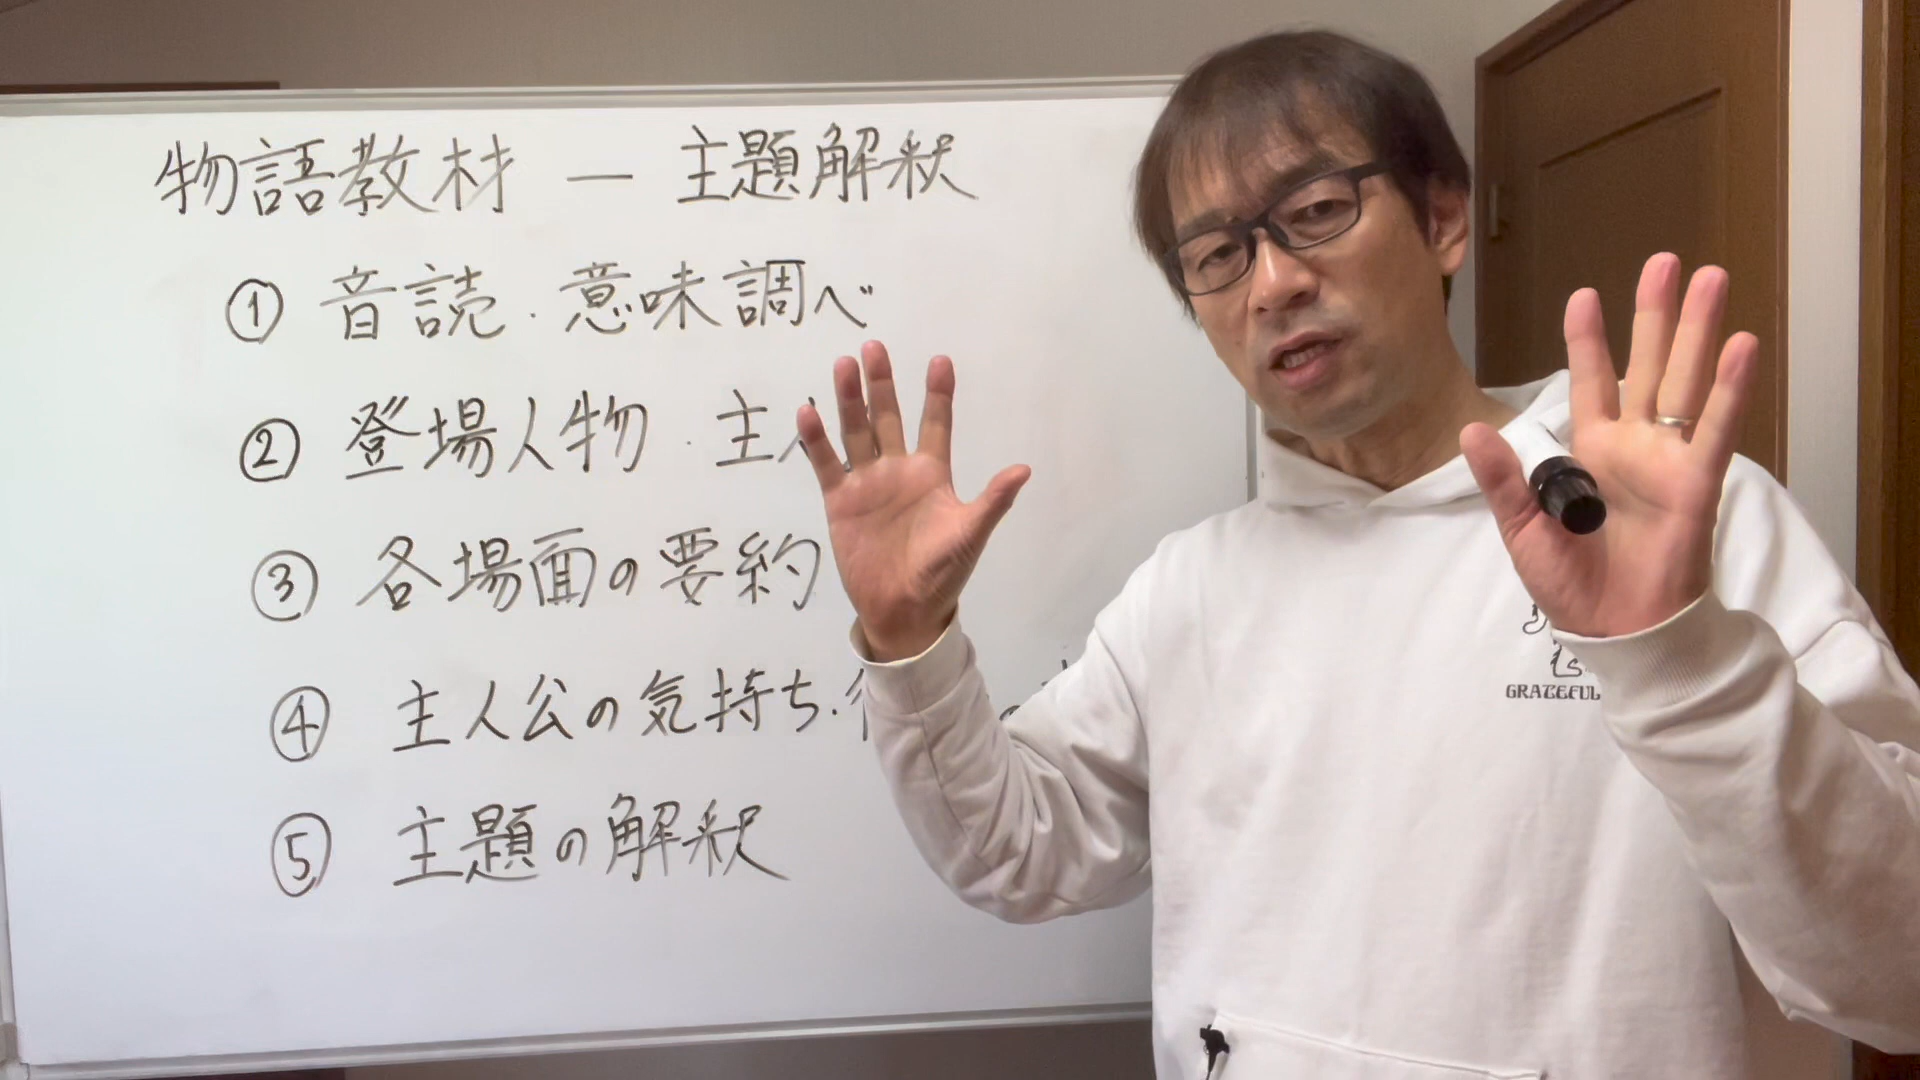 物語教材 ― 主題解釈
① 音読・意味調べ
② 登場人物・主人
③ 各場面の要約
④ 主人公の気持ち・
⑤ 主題の解釈
GRATEFUL